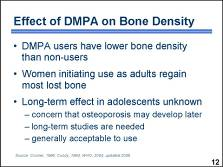 Effect of DMPA on Bone Density
• DMPA users have lower bone density
than non-users
• Women initiating use as adults regain
most lost bone
• Long-term effect in adolescents unknown
– concern that osteoporosis may develop later
– long-term studies are needed
– generally acceptable to use
Source: Cromer, 1996; Cundy, 1994; WHO, 2004, updated 2008.
12